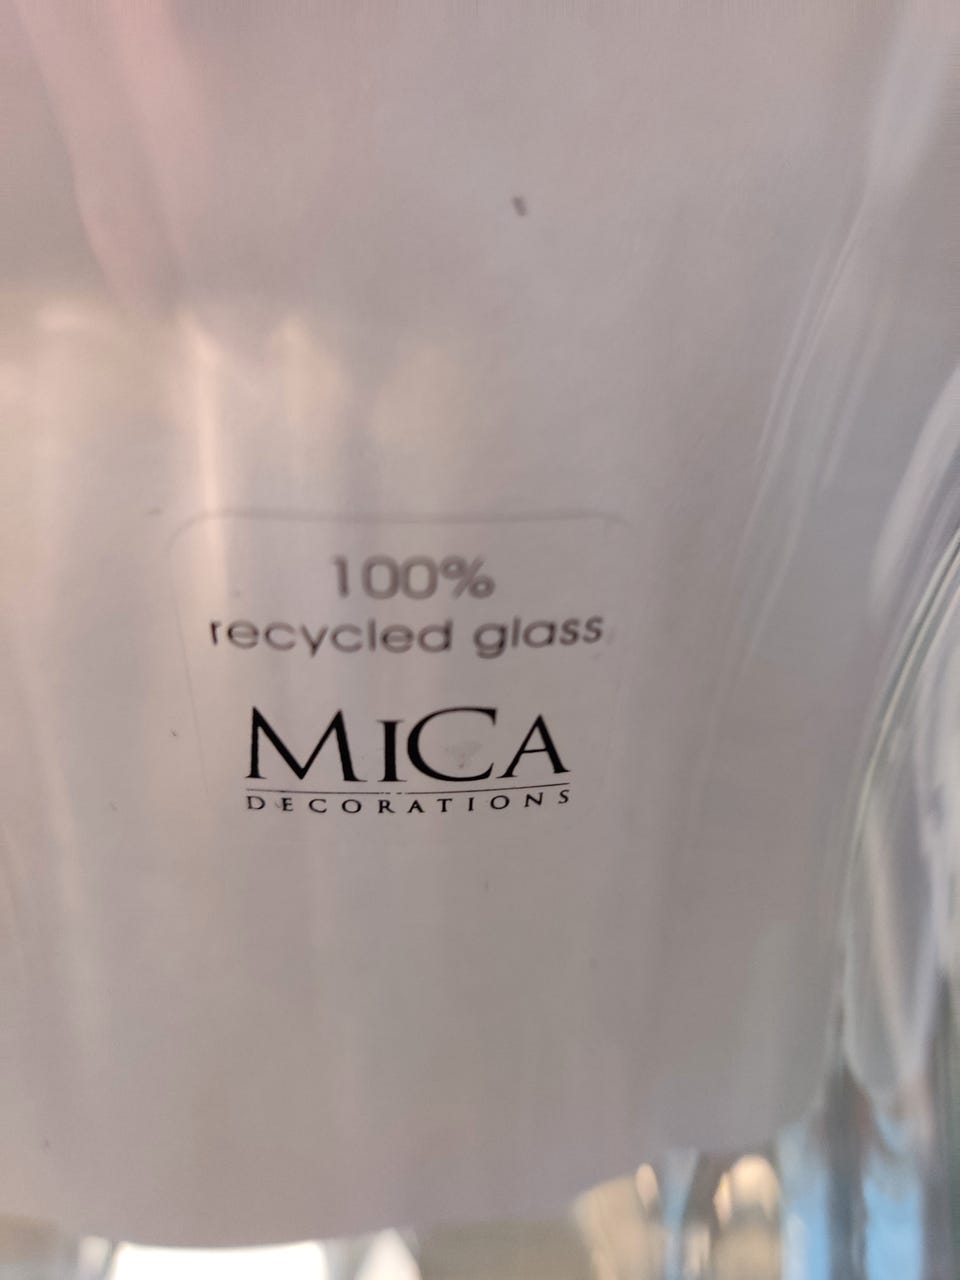 100%
recycled glass
MICA
DECORATIONS